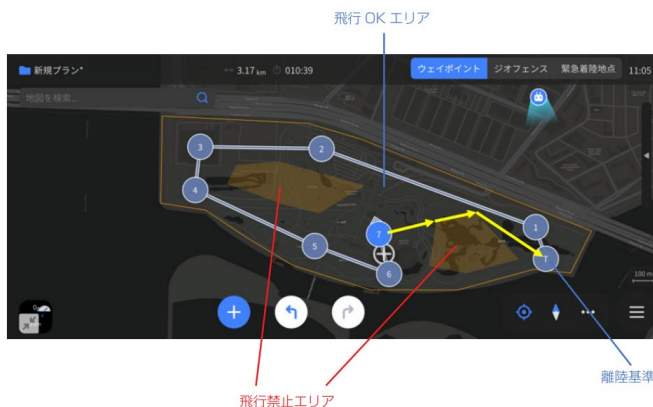 飛行 OK エリア
新規プラン*
3.17 km
010:39
ウェイポイント
ジオフェンス
緊急着陸地点
11:05
地図を検索...
3
2
4
7
1
5
T
6
100 m
離陸基準
飛行禁止エリア